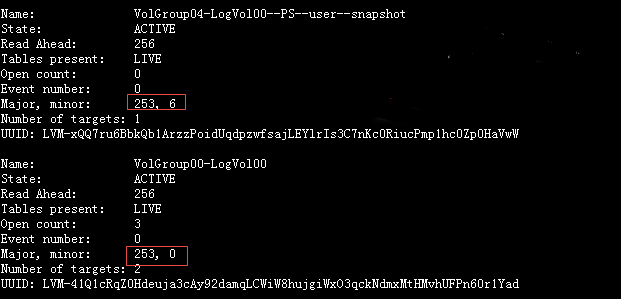 Name: VolGroup04-LogVol00--PS--user--snapshot
State: ACTIVE
Read Ahead: 256
Tables present: LIVE
Open count: 0
Event number: 0
Major, minor: 253, 6
Number of targets: 1
UUID: LVM-xQQ7ru6BbkQb1ArzzPoidUqdpzwfsajLEYlrIs3C7nKc0RiucPmp1hc0Zp0HaVwW
Name: VolGroup00-LogVol00
State: ACTIVE
Read Ahead: 256
Tables present: LIVE
Open count: 3
Event number: 0
Major, minor: 253, 0
Number of targets: 2
UUID: LVM-41Q1cRqZ0Hdeuja3cAy92damqLCWiW8hujgiWxO3qckNdmxMtHMvhUFPn60r1Yad